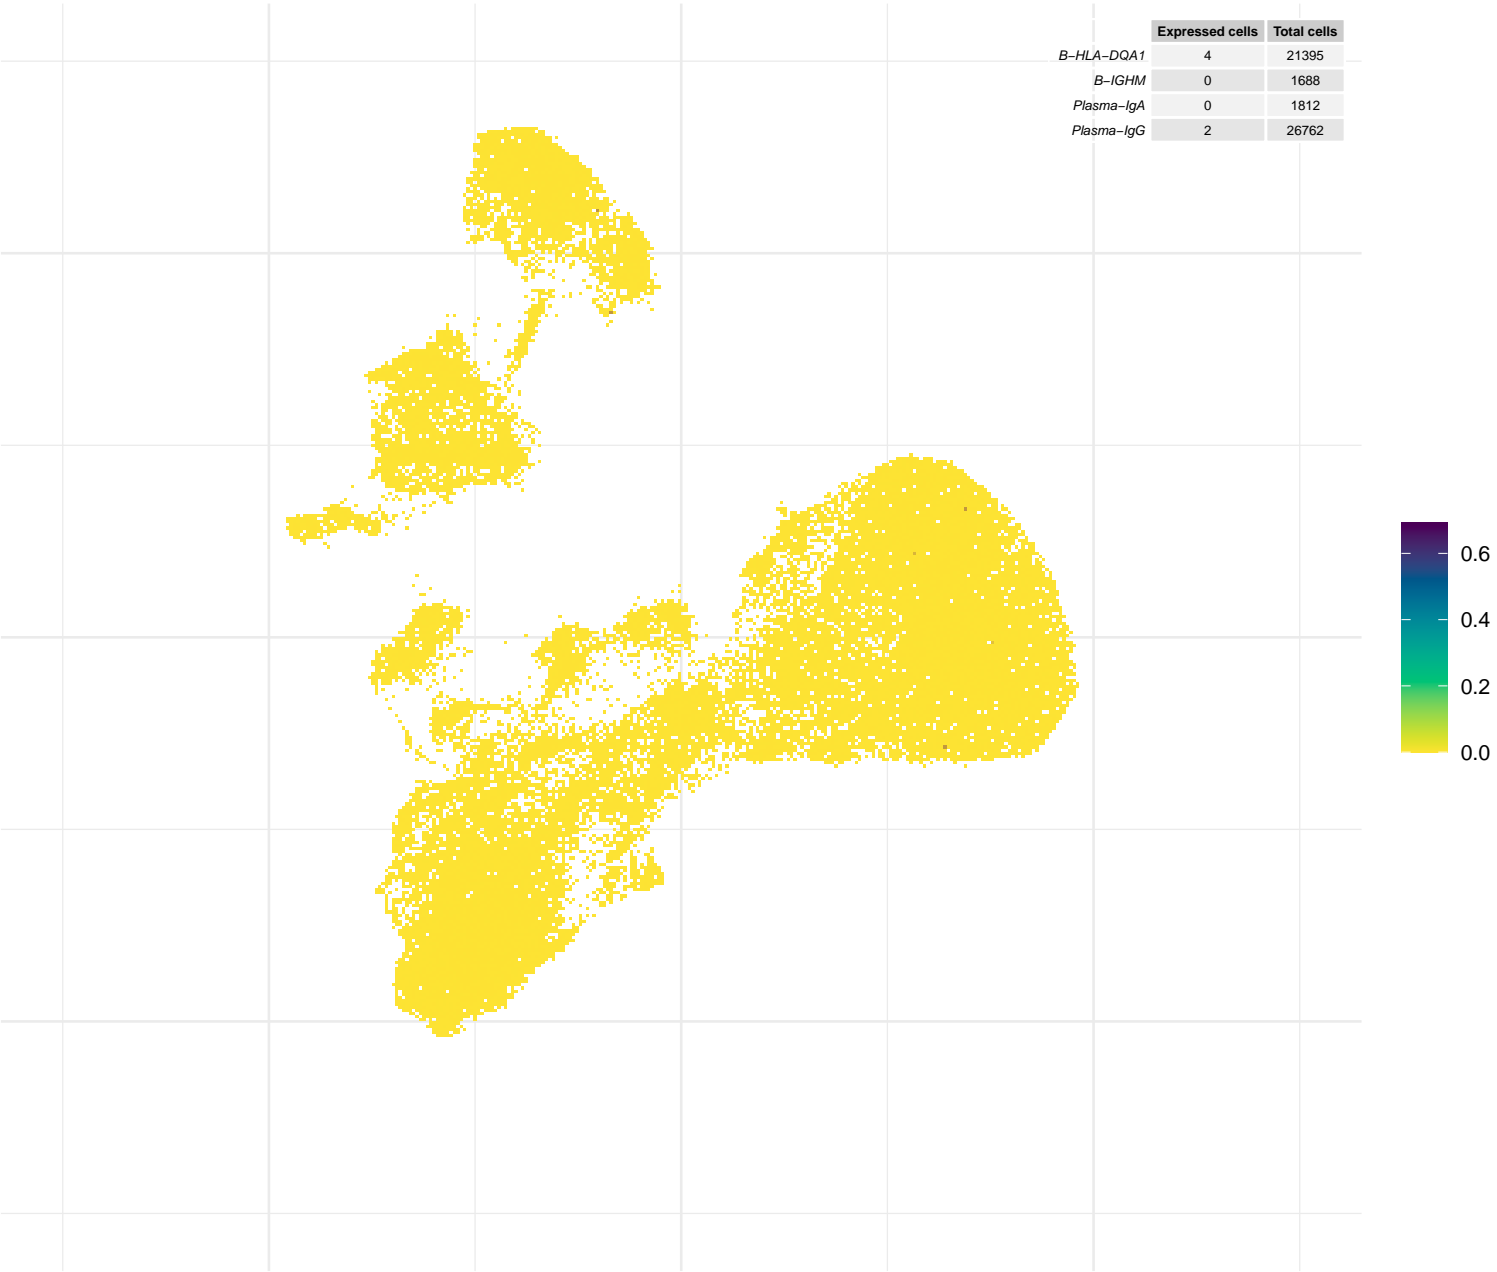 Expressed cells Total cells
B−HLA−DQA1 4 21395
B−IGHM 0 1688
Plasma−IgA 0 1812
Plasma−IgG 2 26762
0.6
0.4
0.2
0.0